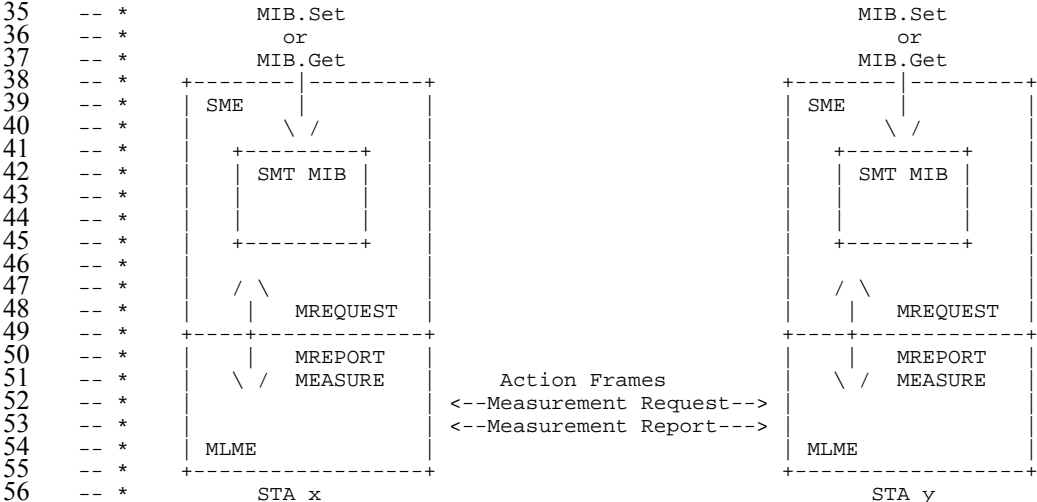 35 -- * MIB.Set MIB.Set
36 -- * or or
37 -- * MIB.Get MIB.Get
38 -- * +--------|---------+ +--------|---------+
39 -- * | SME | | | SME | |
40 -- * | \ / | | \ / |
41 -- * | +---------+ | | +---------+ |
42 -- * | | SMT MIB | | | | SMT MIB | |
43 -- * | | | | | | | |
44 -- * | | | | | | | |
45 -- * | +---------+ | | +---------+ |
46 -- * | | | |
47 -- * | / \ | | / \ |
48 -- * | | MREQUEST | | | MREQUEST |
49 -- * +----+-------------+ +----+-------------+
50 -- * | | MREPORT | | | MREPORT |
51 -- * | \ / MEASURE | Action Frames | \ / MEASURE |
52 -- * | | <--Measurement Request--> | |
53 -- * | | <--Measurement Report---> | |
54 -- * | MLME | | MLME |
55 -- * +------------------+ +------------------+
56 -- * STA x STA y